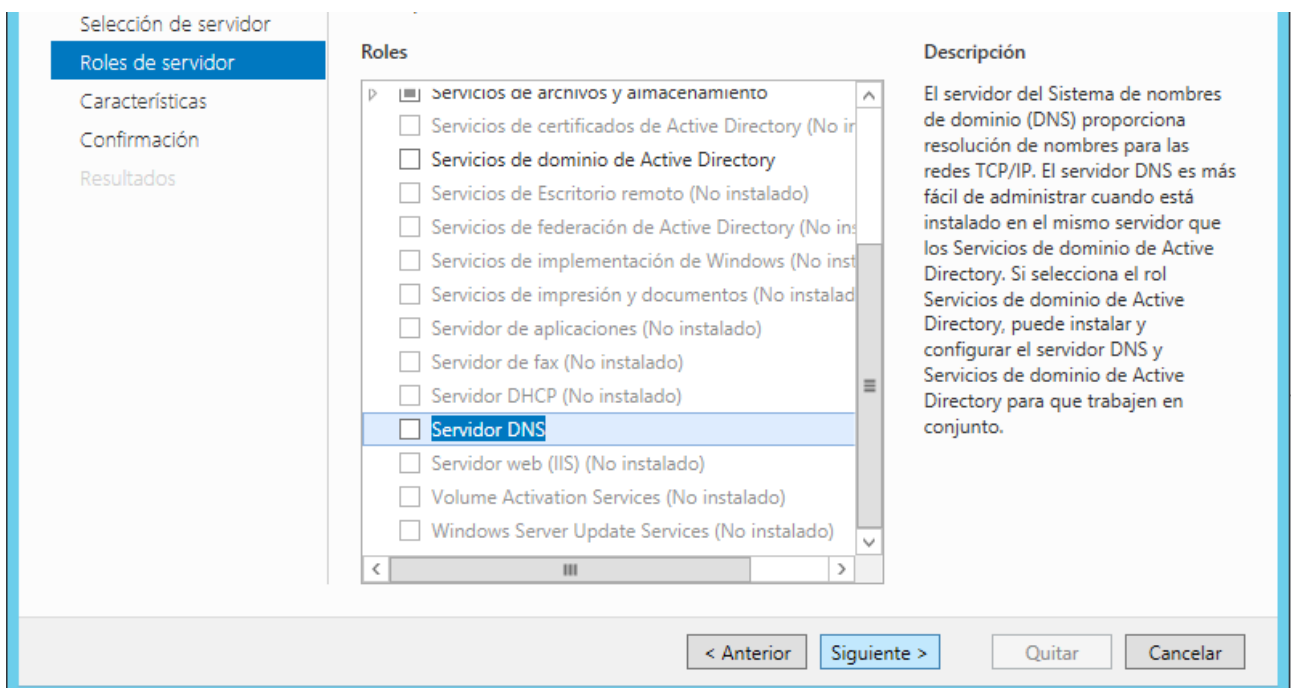 Selección de servidor
Roles de servidor
Características
Confirmación
Resultados
Roles
Servicios de archivos y almacenamiento
Servicios de certificados de Active Directory (No in
Servicios de dominio de Active Directory
Servicios de Escritorio remoto (No instalado)
Servicios de federación de Active Directory (No ins
Servicios de implementación de Windows (No inst
Servicios de impresión y documentos (No instalad
Servidor de aplicaciones (No instalado)
Servidor de fax (No instalado)
Servidor DHCP (No instalado)
Servidor DNS
Servidor web (IIS) (No instalado)
Volume Activation Services (No instalado)
Windows Server Update Services (No instalado)
Descripción
El servidor del Sistema de nombres
de dominio (DNS) proporciona
resolución de nombres para las
redes TCP/IP. El servidor DNS es más
fácil de administrar cuando está
instalado en el mismo servidor que
los Servicios de dominio de Active
Directory. Si selecciona el rol
Servicios de dominio de Active
Directory, puede instalar y
configurar el servidor DNS y
Servicios de dominio de Active
Directory para que trabajen en
conjunto.
< Anterior
Siguiente >
Quitar
Cancelar